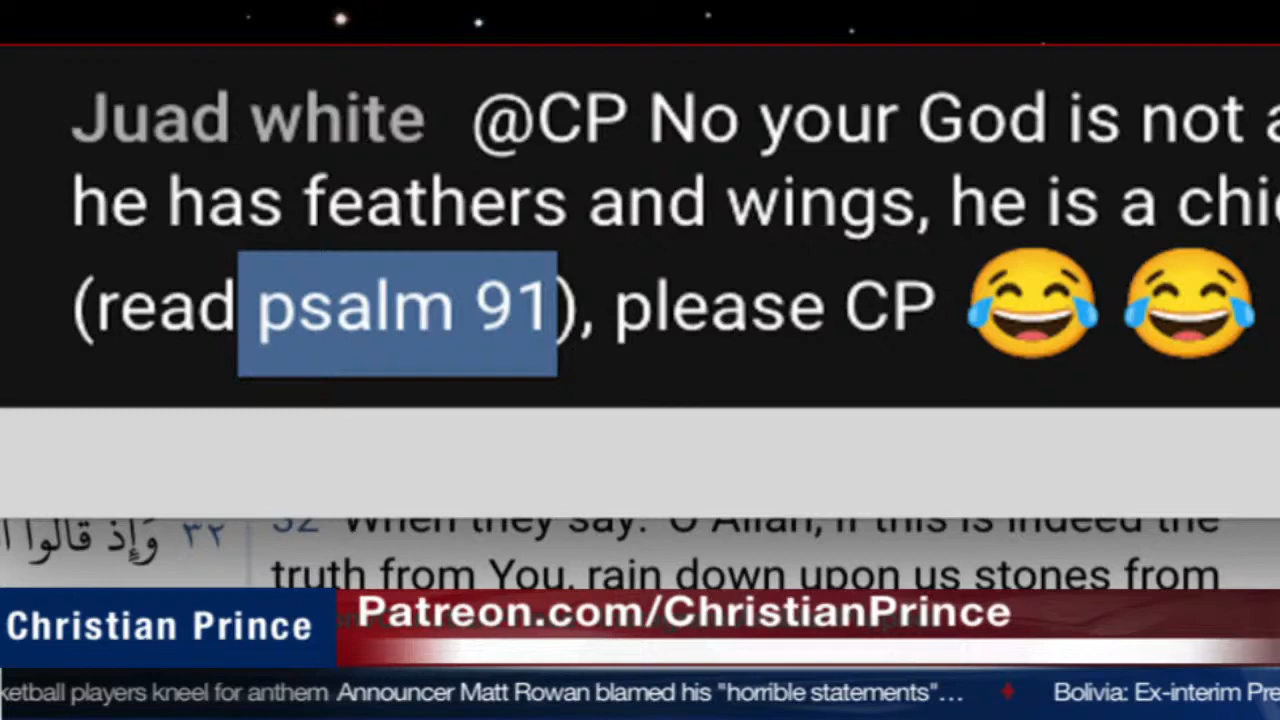 Juad white @CP No your God is not a
he has feathers and wings, he is a chi
(read psalm 91), please CP 😂 😂
وَإِذ قالُوا ٣٢
32 When they say: 'O Allah, if this is indeed the
truth from You, rain down upon us stones from
Christian Prince
Patreon.com/ChristianPrince
ketball players kneel for anthem Announcer Matt Rowan blamed his "horrible statements"… Bolivia: Ex-interim Pre